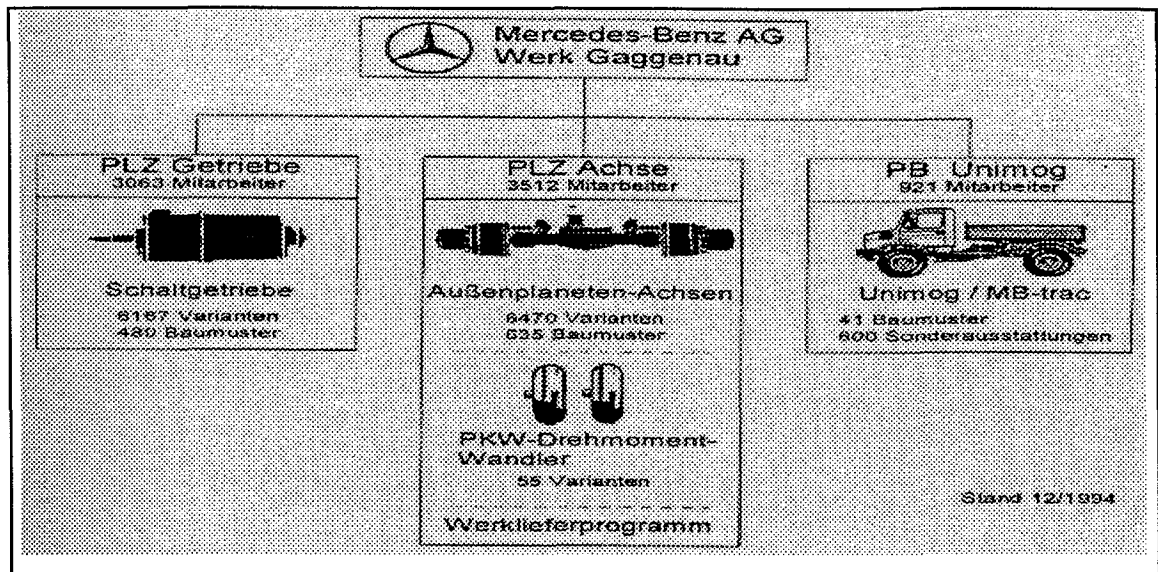 Mercedes-Benz AG
Werk Gaggenau
PLZ Getriebe
3063 Mitarbeiter
Schaltgetriebe
6167 Varianten
480 Baumuster
PLZ Achse
3512 Mitarbeiter
Außenplaneten-Achsen
6470 Varianten
635 Baumuster
PKW-Drehmoment-
Wandler
55 Varianten
Werklieferprogramm
PB Unimog
921 Mitarbeiter
Unimog / MB-trac
41 Baumuster
600 Sonderausstattungen
Stand 12/1994